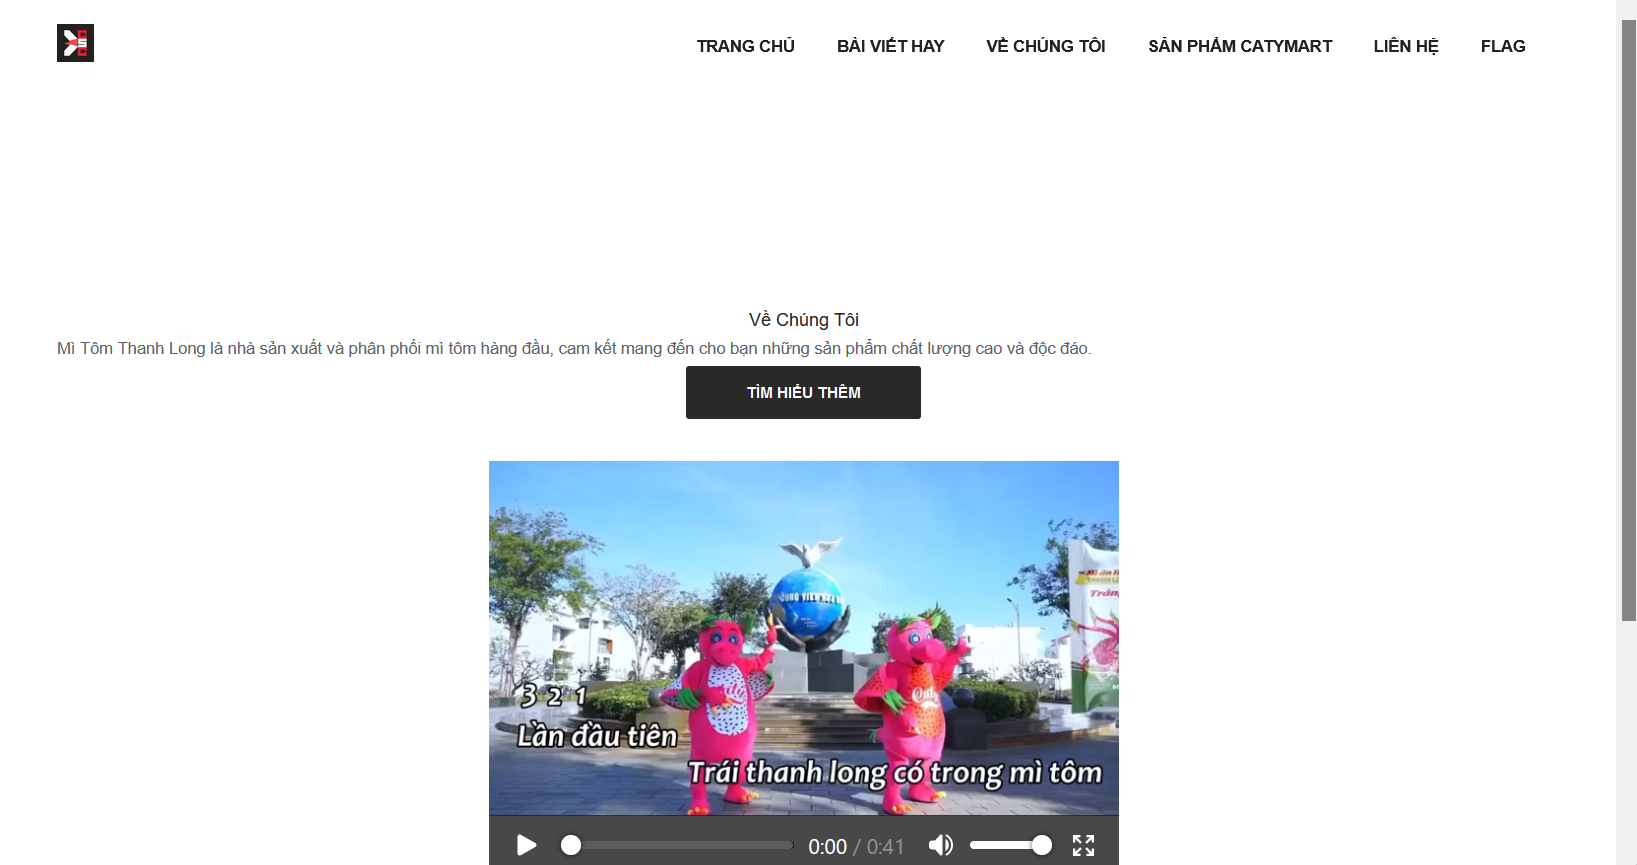 CSC
TRANG CHỦ BÀI VIẾT HAY VỀ CHÚNG TÔI SẢN PHẨM CATYMART LIÊN HỆ FLAG
Về Chúng Tôi
Mì Tôm Thanh Long là nhà sản xuất và phân phối mì tôm hàng đầu, cam kết mang đến cho bạn những sản phẩm chất lượng cao và độc đáo.
TÌM HIỂU THÊM
CÔNG VIÊN
3 2 1
Lần đầu tiên
Trái thanh long có trong mì tôm
0:00 / 0:41